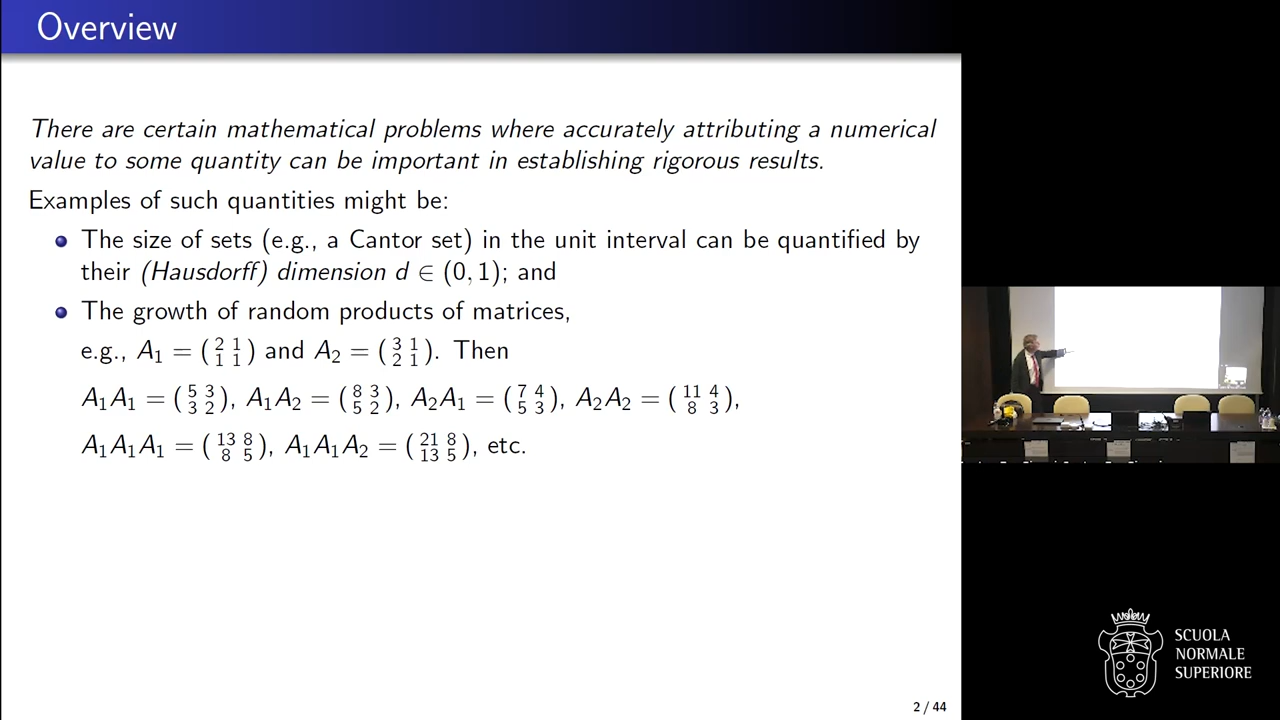 Overview
There are certain mathematical problems where accurately attributing a numerical
value to some quantity can be important in establishing rigorous results.
Examples of such quantities might be:
• The size of sets (e.g., a Cantor set) in the unit interval can be quantified by
their (Hausdorff) dimension d ∈ (0, 1); and
• The growth of random products of matrices,
e.g., A₁ = (2 1 / 1 1) and A₂ = (3 1 / 2 1). Then
A₁A₁ = (5 3 / 3 2), A₁A₂ = (8 3 / 5 2), A₂A₁ = (7 4 / 5 3), A₂A₂ = (11 4 / 8 3),
A₁A₁A₁ = (13 8 / 8 5), A₁A₁A₂ = (21 8 / 13 5), etc.
2 / 44
SCUOLA
NORMALE
SUPERIORE